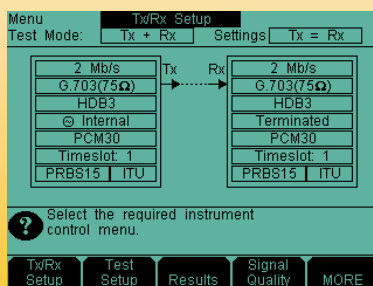 Menu Tx/Rx Setup
Test Mode: Tx + Rx Settings Tx = Rx
2 Mb/s Tx Rx 2 Mb/s
G.703(75Ω) G.703(75Ω)
HDB3 HDB3
Internal Terminated
PCM30 PCM30
Timeslot: 1 Timeslot: 1
PRBS15 ITU PRBS15 ITU
? Select the required instrument
control menu.
Tx/Rx Test Signal
Setup Setup Results Quality MORE